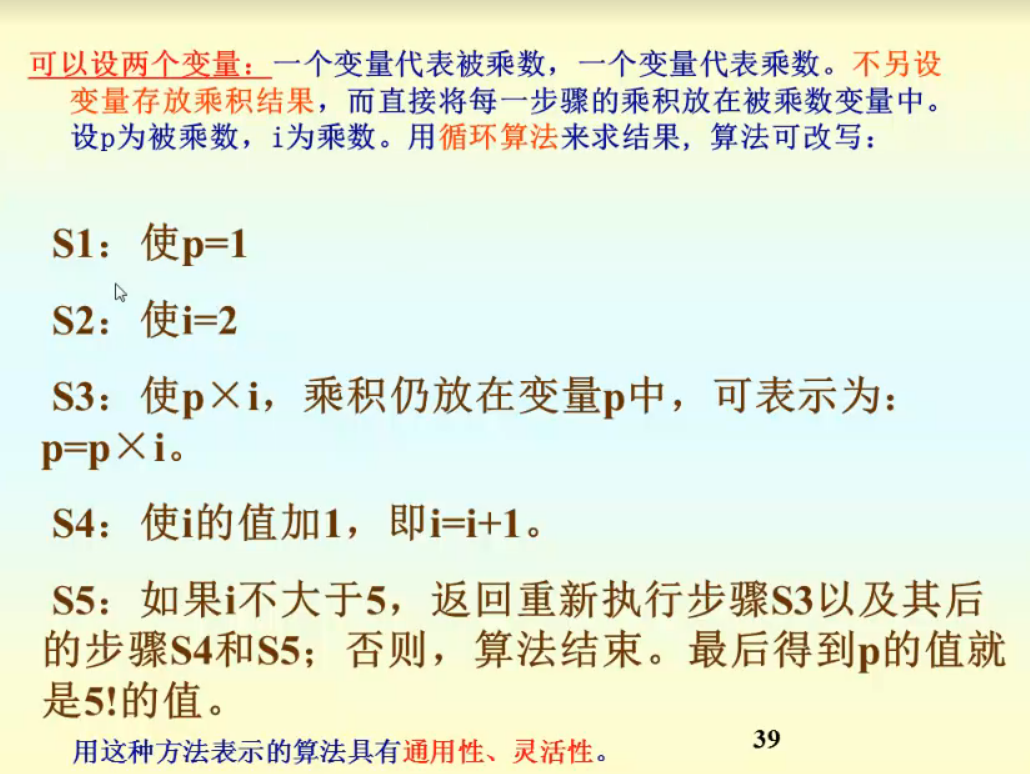 可以设两个变量：一个变量代表被乘数，一个变量代表乘数。不另设
变量存放乘积结果，而直接将每一步骤的乘积放在被乘数变量中。
设p为被乘数，i为乘数。用循环算法来求结果, 算法可改写：
S1：使p=1
S2：使i=2
S3：使p×i，乘积仍放在变量p中，可表示为：
p=p×i。
S4：使i的值加1，即i=i+1。
S5：如果i不大于5，返回重新执行步骤S3以及其后
的步骤S4和S5；否则，算法结束。最后得到p的值就
是5!的值。
用这种方法表示的算法具有通用性、灵活性。
39